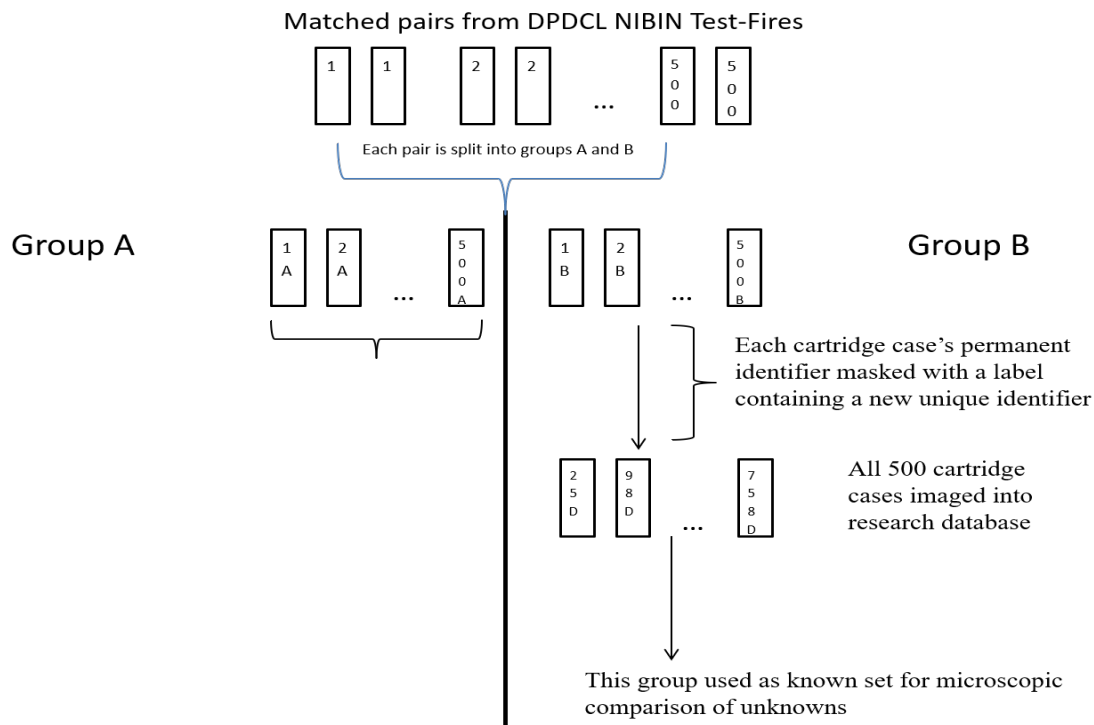 Matched pairs from DPDCL NIBIN Test-Fires
1 1 2 2 ... 500 500
Each pair is split into groups A and B
Group A
1A 2A ... 500A
1B 2B ... 500B
Group B
Each cartridge case’s permanent
identifier masked with a label
containing a new unique identifier
25D 98D ... 758D
All 500 cartridge
cases imaged into
research database
This group used as known set for microscopic
comparison of unknowns